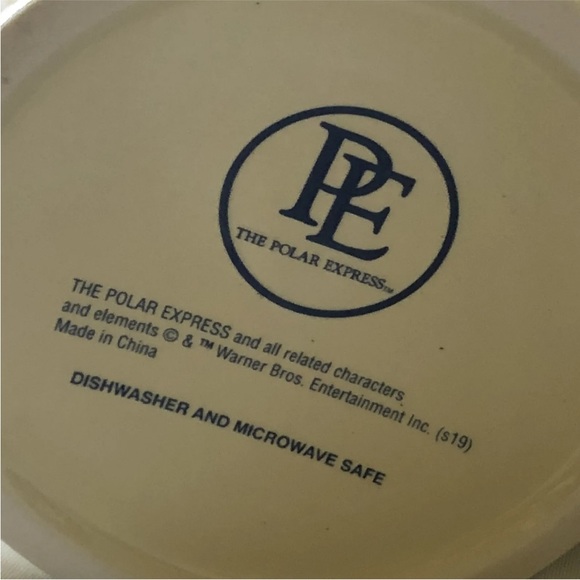 PE
THE POLAR EXPRESS™
THE POLAR EXPRESS and all related characters
and elements © & ™ Warner Bros. Entertainment Inc. (s19)
Made in China
DISHWASHER AND MICROWAVE SAFE